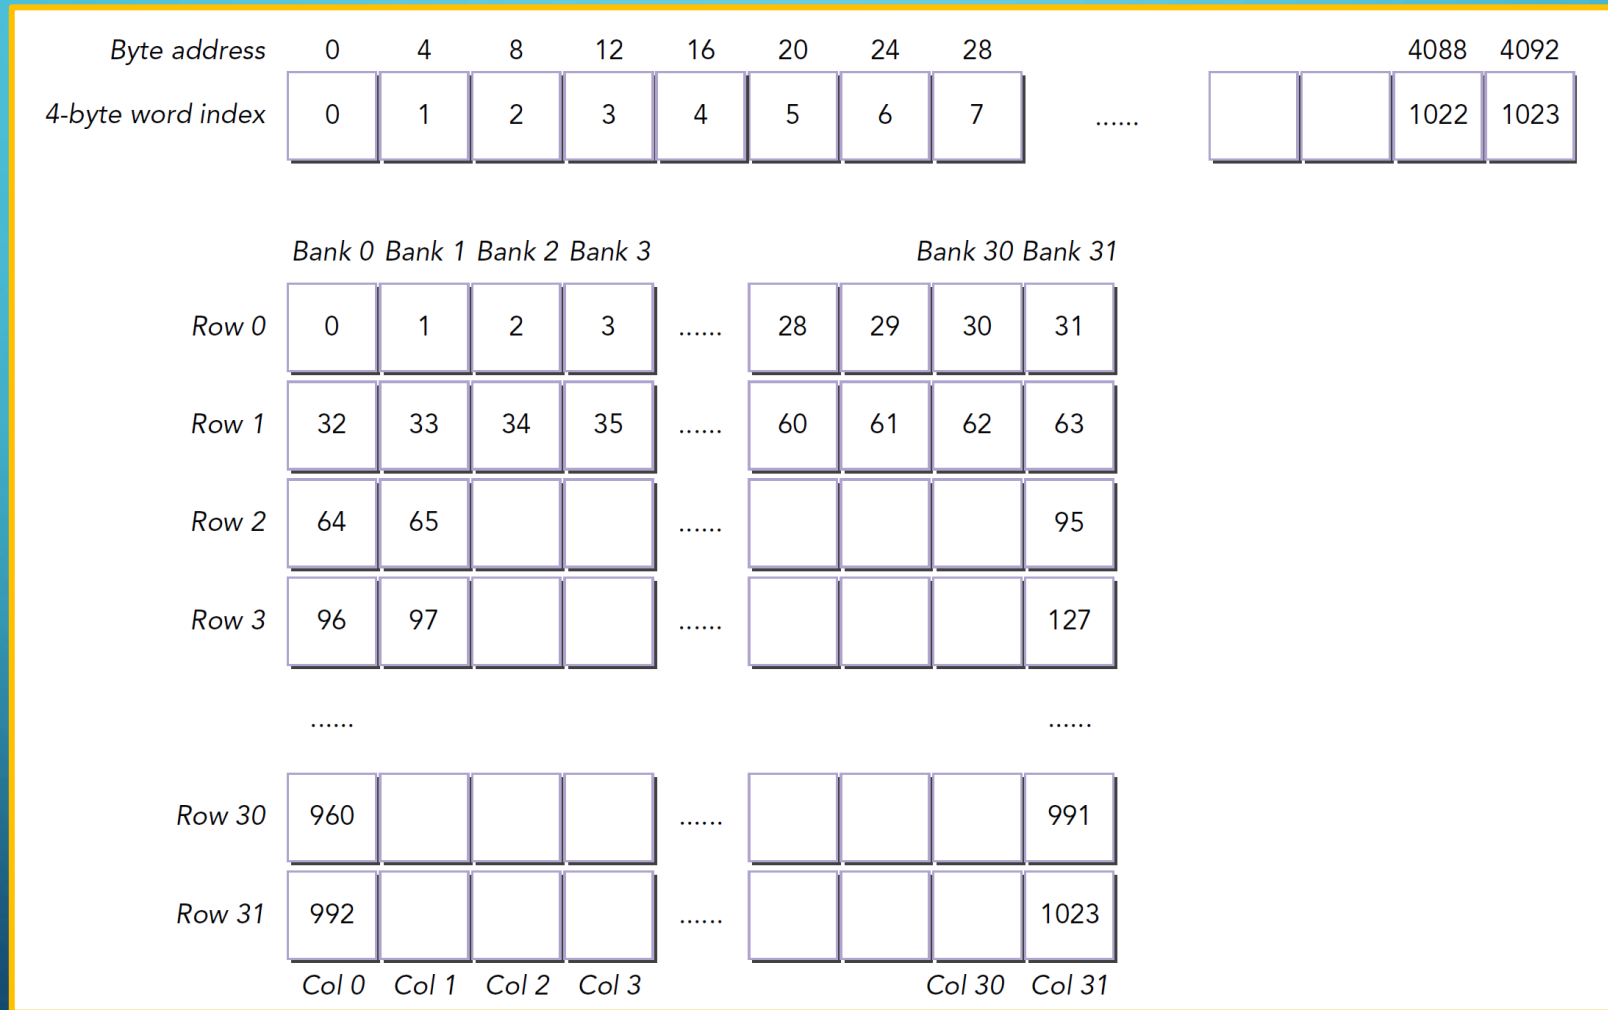 Byte address 0 4 8 12 16 20 24 28 4088 4092
4-byte word index 0 1 2 3 4 5 6 7 ...... 1022 1023
Bank 0 Bank 1 Bank 2 Bank 3 Bank 30 Bank 31
Row 0 0 1 2 3 ...... 28 29 30 31
Row 1 32 33 34 35 ...... 60 61 62 63
Row 2 64 65 ...... 95
Row 3 96 97 ...... 127
...... ......
Row 30 960 ...... 991
Row 31 992 ...... 1023
Col 0 Col 1 Col 2 Col 3 Col 30 Col 31